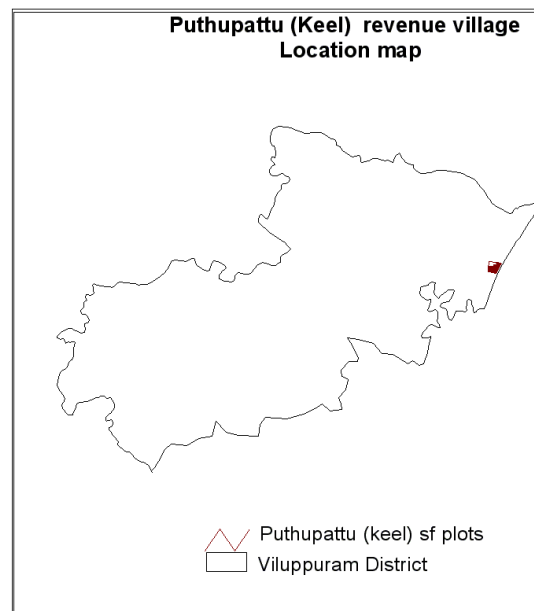 Puthupattu (Keel) revenue village
Location map
Puthupattu (keel) sf plots
Viluppuram District